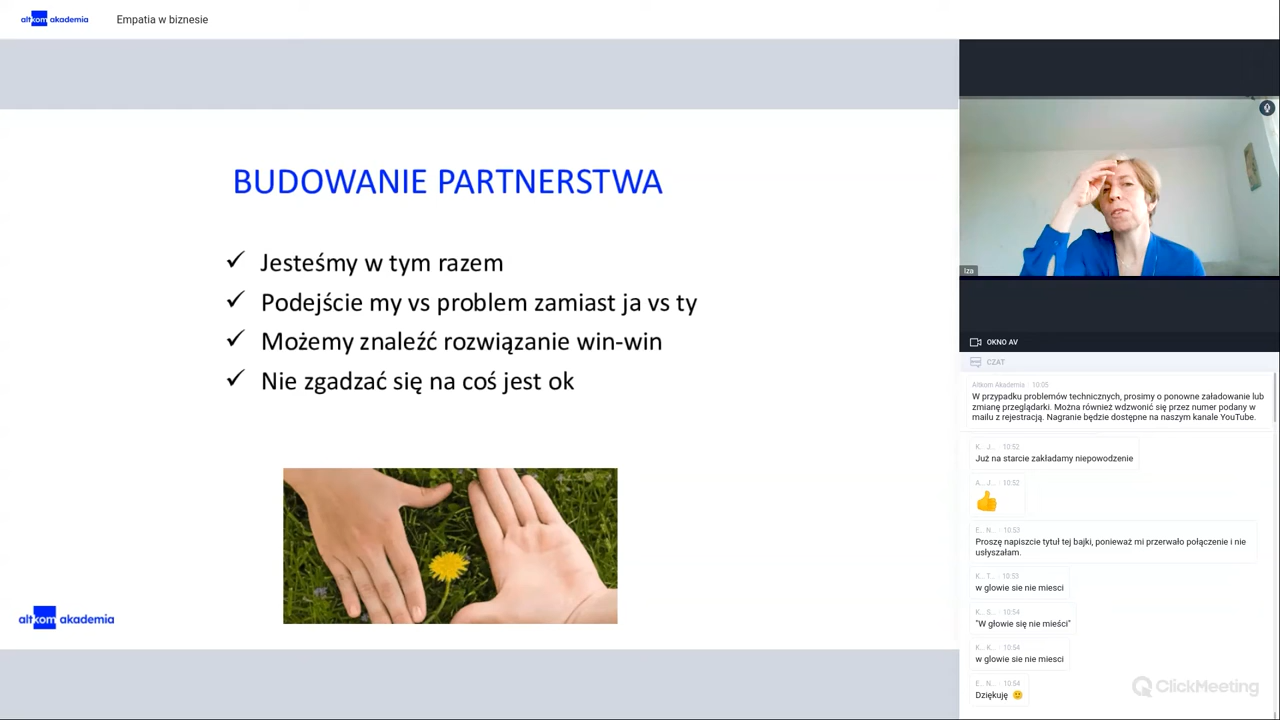 altkom akademia
Empatia w biznesie
BUDOWANIE PARTNERSTWA
✓ Jesteśmy w tym razem
✓ Podejście my vs problem zamiast ja vs ty
✓ Możemy znaleźć rozwiązanie win-win
✓ Nie zgadzać się na coś jest ok
altkom akademia
Iza
OKNO AV
CZAT
Altkom Akademia 10:05
W przypadku problemów technicznych, prosimy o ponowne załadowanie lub
zmianę przeglądarki. Można również wdzwonić się przez numer podany w
mailu z rejestracją. Nagranie będzie dostępne na naszym kanale YouTube.
K... J... 10:52
Już na starcie zakładamy niepowodzenie
A... J... 10:52
👍
E... N... 10:53
Proszę napiszcie tytuł tej bajki, ponieważ mi przerwało połączenie i nie
usłyszałam.
K... T... 10:53
w glowie sie nie miesci
K... S... 10:54
"W głowie się nie mieści"
K... K... 10:54
w glowie sie nie miesci
E... N... 10:54
Dziękuję 🙂
ClickMeeting